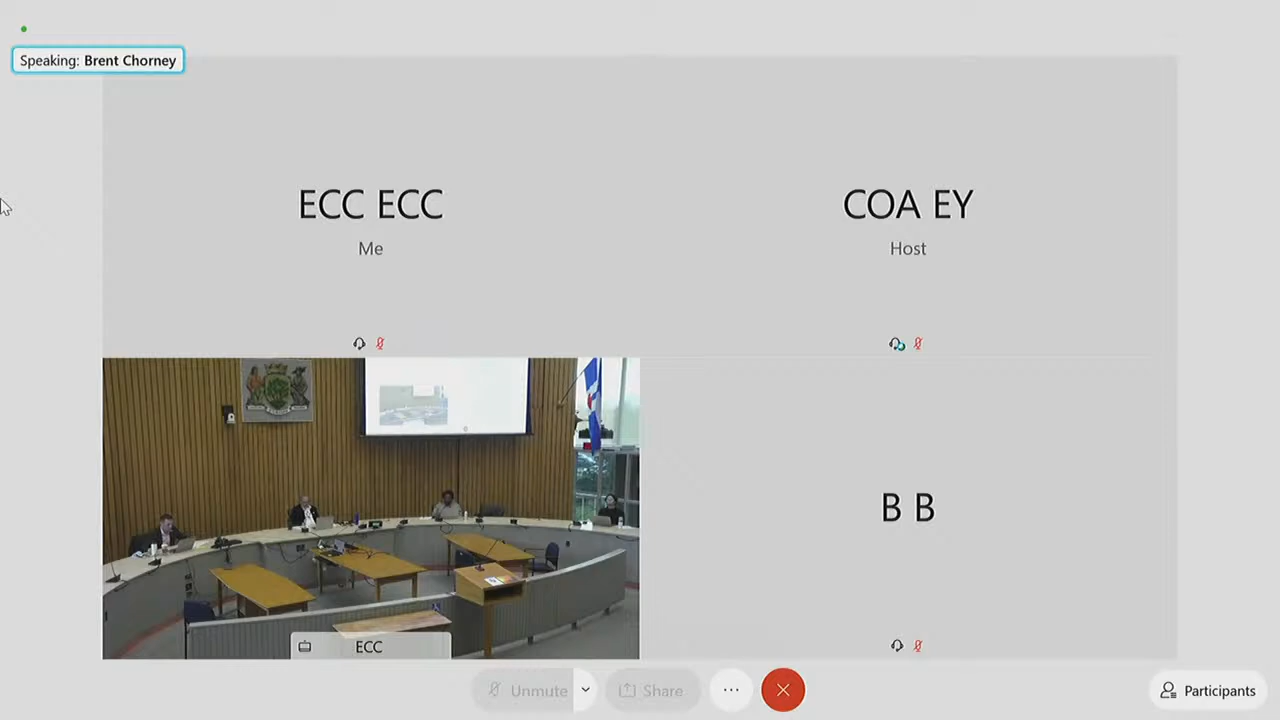 Speaking: Brent Chorney
ECC ECC
Me
COA EY
Host
ECC
B B
Unmute
Share
Participants